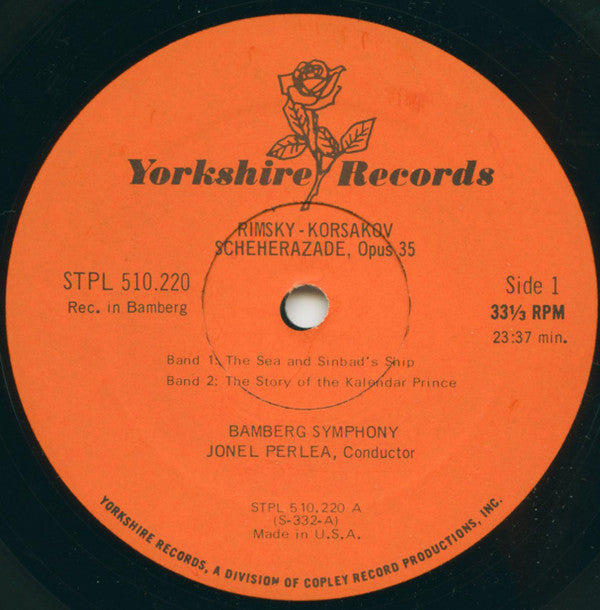 Yorkshire Records
RIMSKY-KORSAKOV
SCHEHERAZADE, Opus 35
STPL 510.220
Rec. in Bamberg
Side 1
33⅓ RPM
23:37 min.
Band 1: The Sea and Sinbad's Ship
Band 2: The Story of the Kalendar Prince
BAMBERG SYMPHONY
JONEL PERLEA, Conductor
STPL 510.220 A
(S-332-A)
Made in U.S.A.
YORKSHIRE RECORDS, A DIVISION OF COPLEY RECORD PRODUCTIONS, INC.